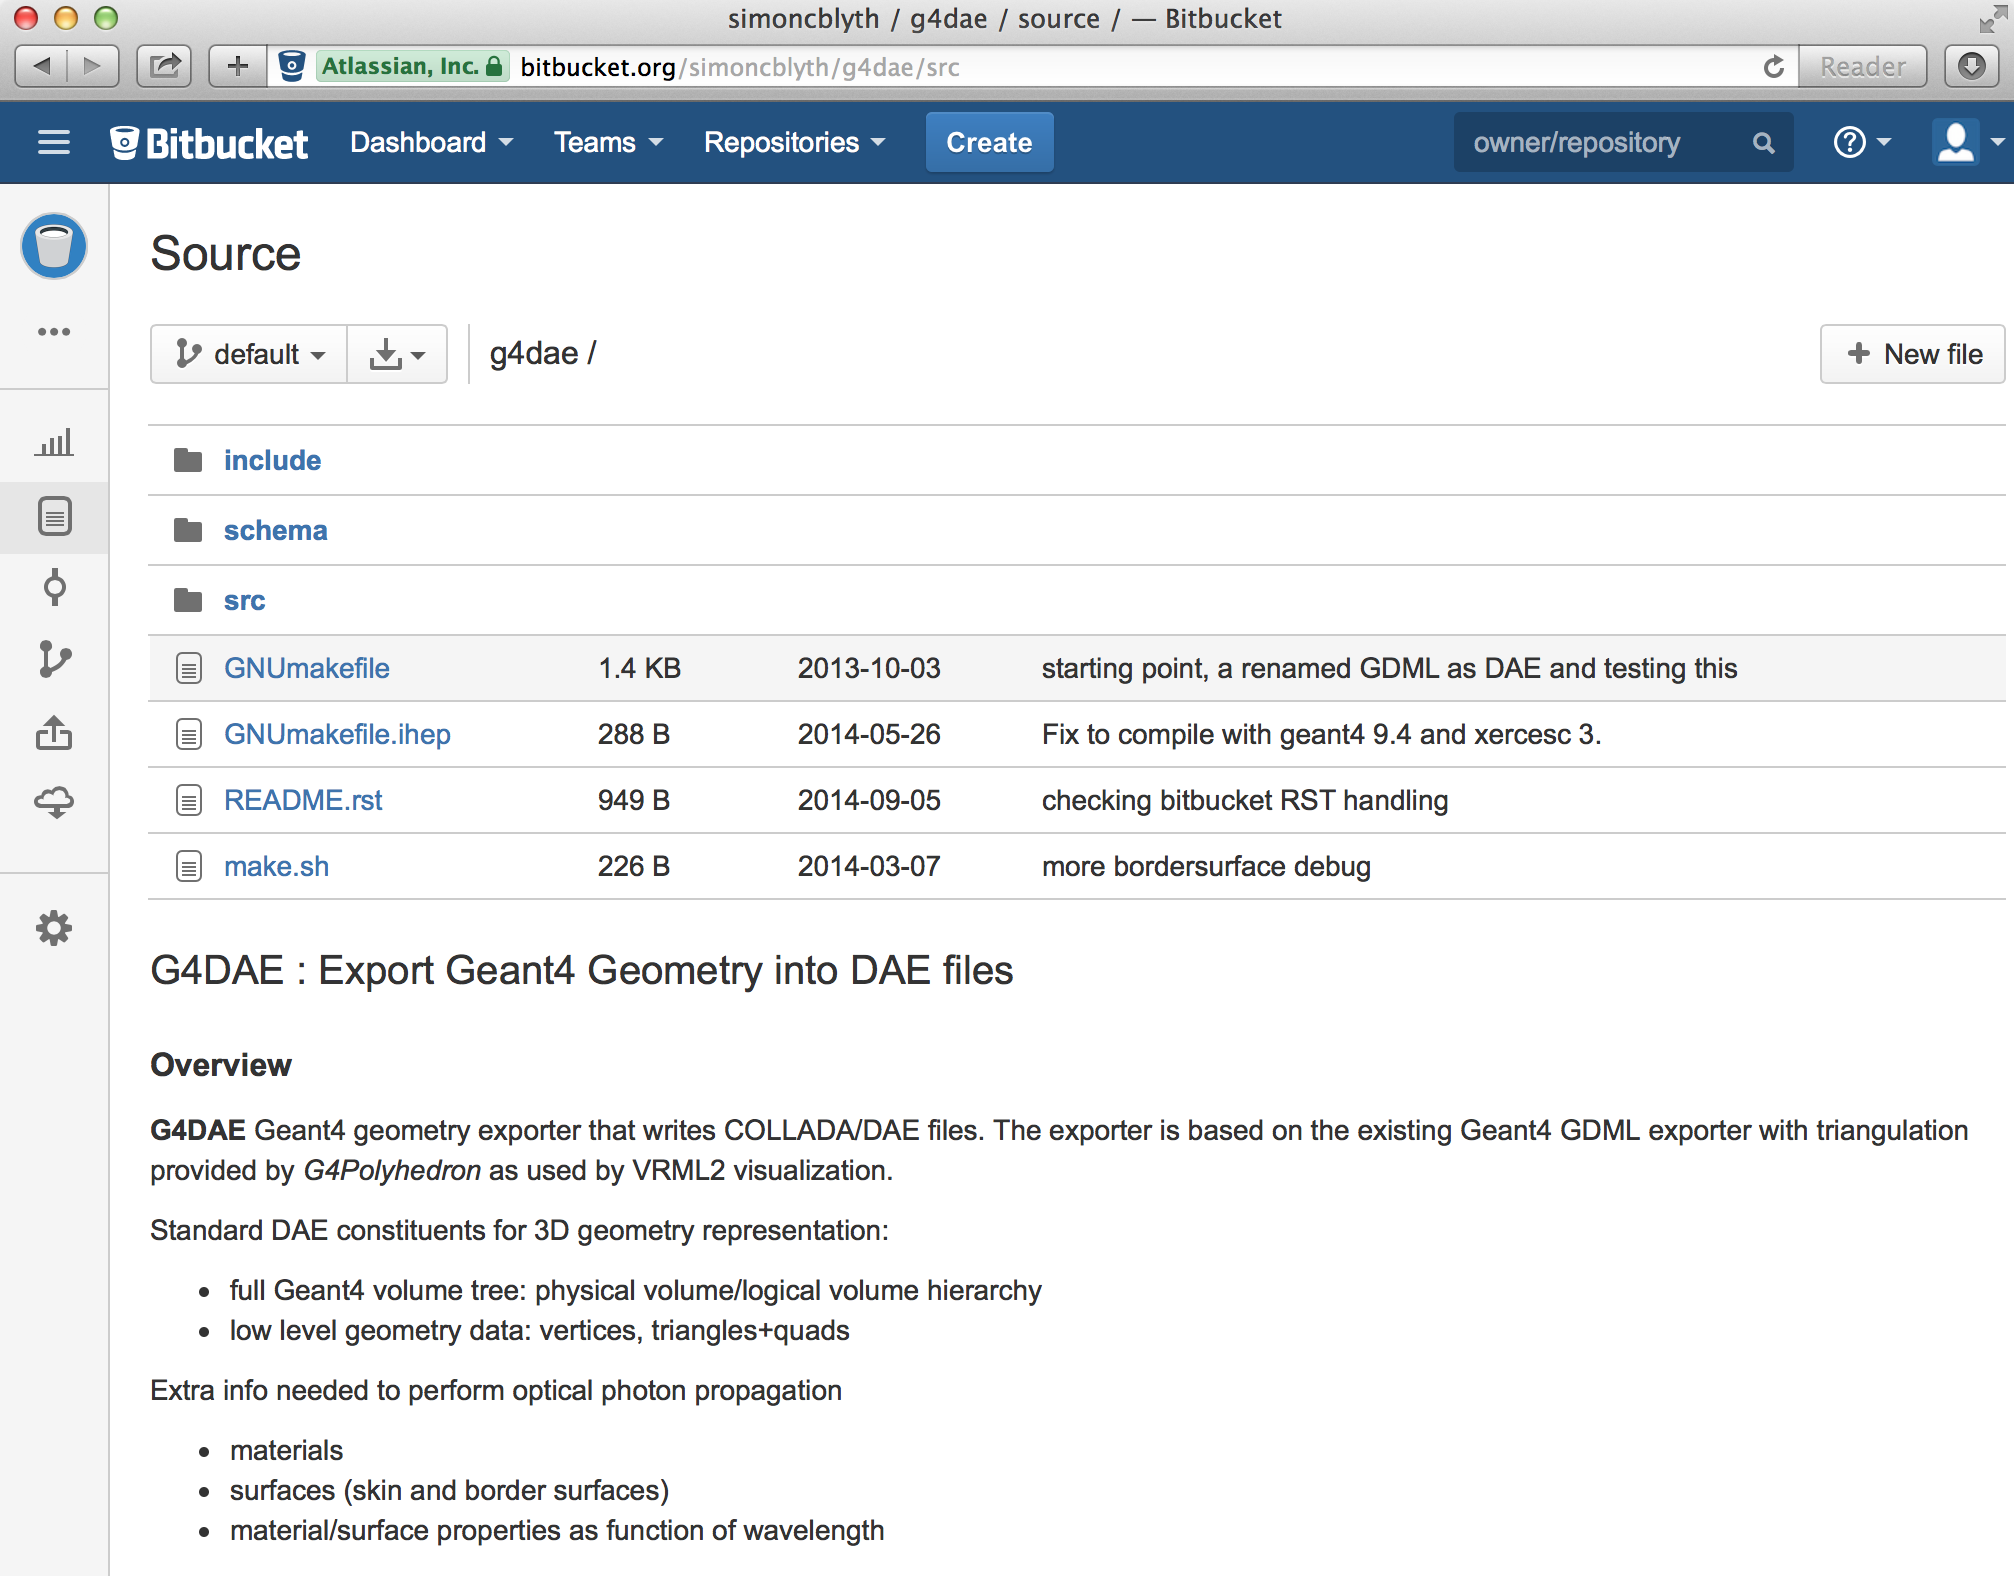 simoncblyth / g4dae / source / — Bitbucket
Atlassian, Inc. bitbucket.org/simoncblyth/g4dae/src Reader
Bitbucket Dashboard Teams Repositories Create owner/repository
Source
default g4dae / New file
include
schema
src
GNUmakefile 1.4 KB 2013-10-03 starting point, a renamed GDML as DAE and testing this
GNUmakefile.ihep 288 B 2014-05-26 Fix to compile with geant4 9.4 and xercesc 3.
README.rst 949 B 2014-09-05 checking bitbucket RST handling
make.sh 226 B 2014-03-07 more bordersurface debug
G4DAE : Export Geant4 Geometry into DAE files
Overview
G4DAE Geant4 geometry exporter that writes COLLADA/DAE files. The exporter is based on the existing Geant4 GDML exporter with triangulation
provided by G4Polyhedron as used by VRML2 visualization.
Standard DAE constituents for 3D geometry representation:
• full Geant4 volume tree: physical volume/logical volume hierarchy
• low level geometry data: vertices, triangles+quads
Extra info needed to perform optical photon propagation
• materials
• surfaces (skin and border surfaces)
• material/surface properties as function of wavelength